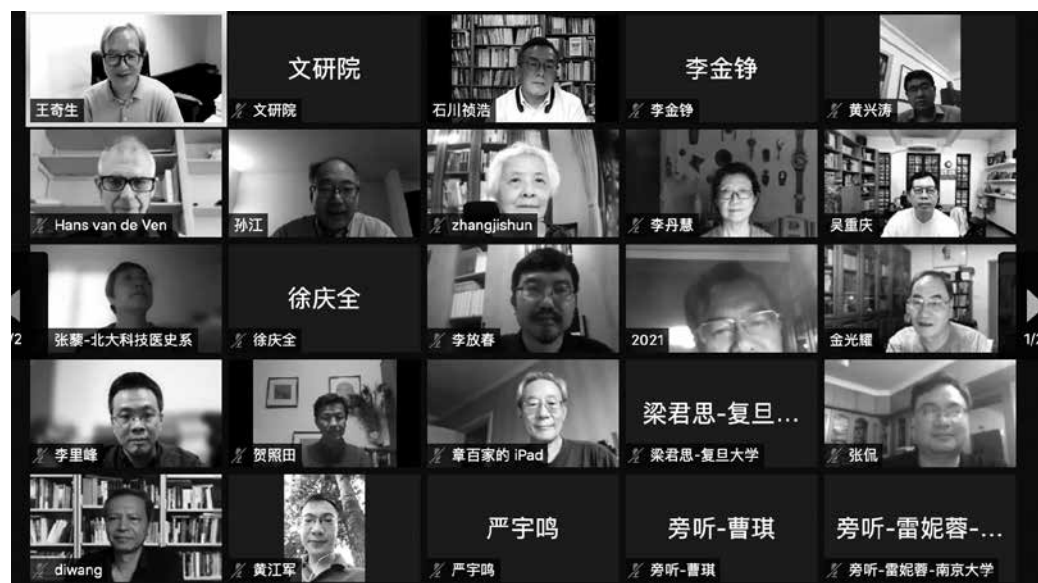 王奇生
文研院
文研院
石川祯浩
李金铮
李金铮
黄兴涛
Hans van de Ven
孙江
zhangjishun
李丹慧
吴重庆
/2
张藜-北大科技医史系
徐庆全
徐庆全
李放春
2021
金光耀
1/2
李里峰
贺照田
章百家的 iPad
梁君思-复旦...
梁君思-复旦大学
张侃
diwang
黄江军
严宇鸣
严宇鸣
旁听-曹琪
旁听-曹琪
旁听-雷妮蓉-...
旁听-雷妮蓉-南京大学